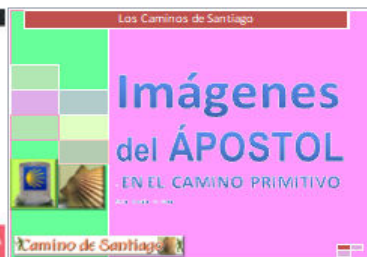 Los Caminos de Santiago
Imágenes
del ÁPOSTOL
EN EL CAMINO PRIMITIVO
Camino de Santiago